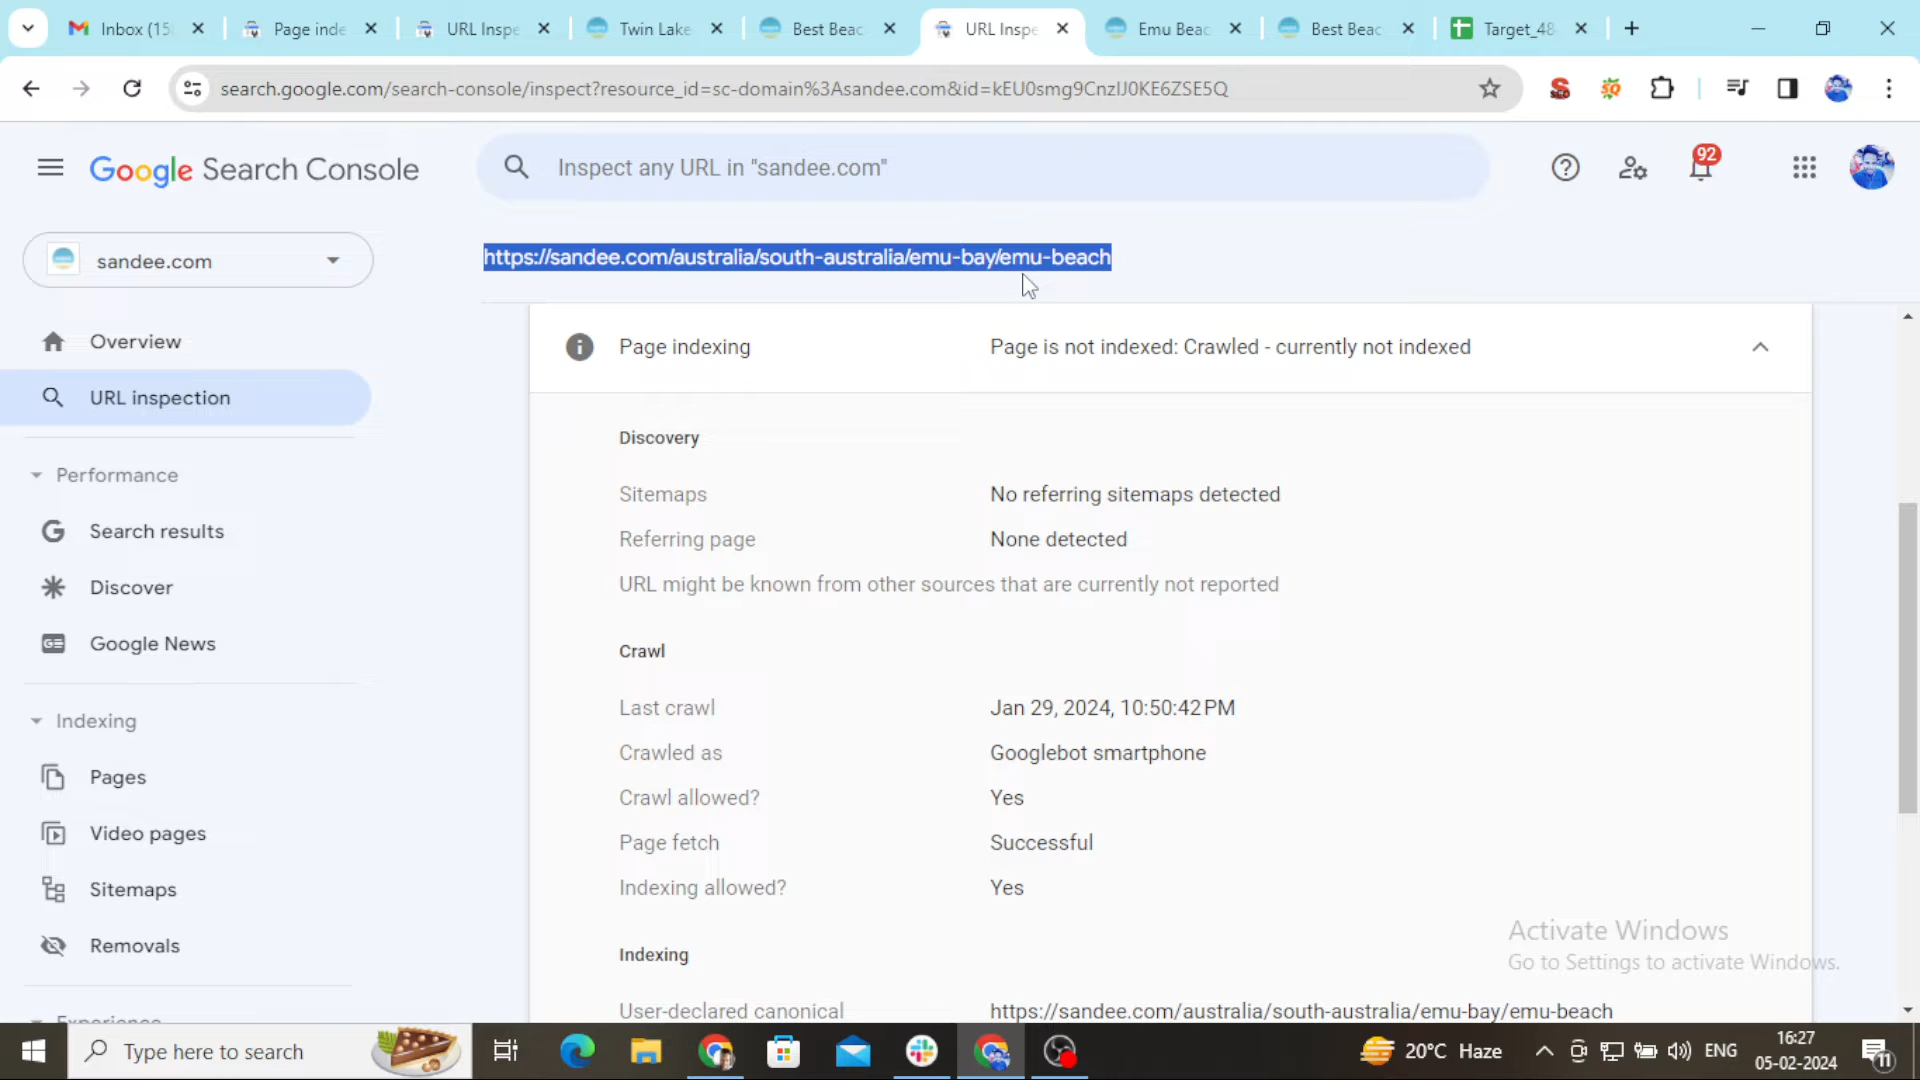 Inbox (15
Page inde
URL Inspe
Twin Lake
Best Beac
URL Inspe
Emu Beac
Best Beac
Target_48
search.google.com/search-console/inspect?resource_id=sc-domain%3Asandee.com&id=kEU0smg9CnzlJ0KE6ZSE5Q
Google Search Console
Inspect any URL in "sandee.com"
92
sandee.com
https://sandee.com/australia/south-australia/emu-bay/emu-beach
Overview
URL inspection
Performance
Search results
Discover
Google News
Indexing
Pages
Video pages
Sitemaps
Removals
Experience
Page indexing
Page is not indexed: Crawled - currently not indexed
Discovery
Sitemaps
No referring sitemaps detected
Referring page
None detected
URL might be known from other sources that are currently not reported
Crawl
Last crawl
Jan 29, 2024, 10:50:42 PM
Crawled as
Googlebot smartphone
Crawl allowed?
Yes
Page fetch
Successful
Indexing allowed?
Yes
Indexing
User-declared canonical
https://sandee.com/australia/south-australia/emu-bay/emu-beach
Activate Windows
Go to Settings to activate Windows.
Type here to search
20°C Haze
ENG
16:27
05-02-2024
11